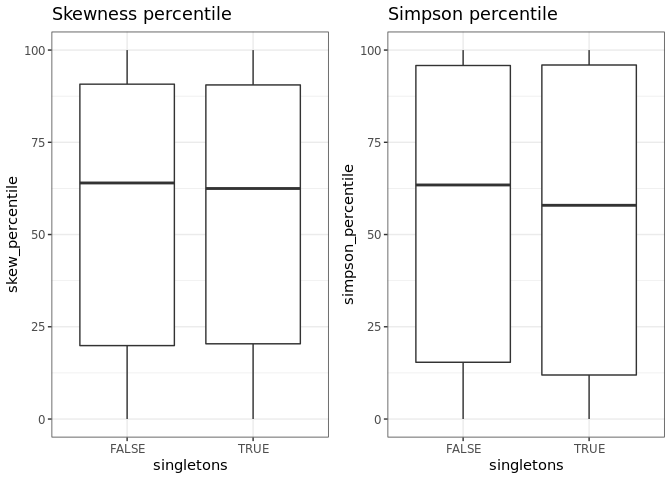 Skewness percentile
100
75
50
25
0
skew_percentile
FALSE TRUE
singletons
Simpson percentile
100
75
50
25
0
simpson_percentile
FALSE TRUE
singletons